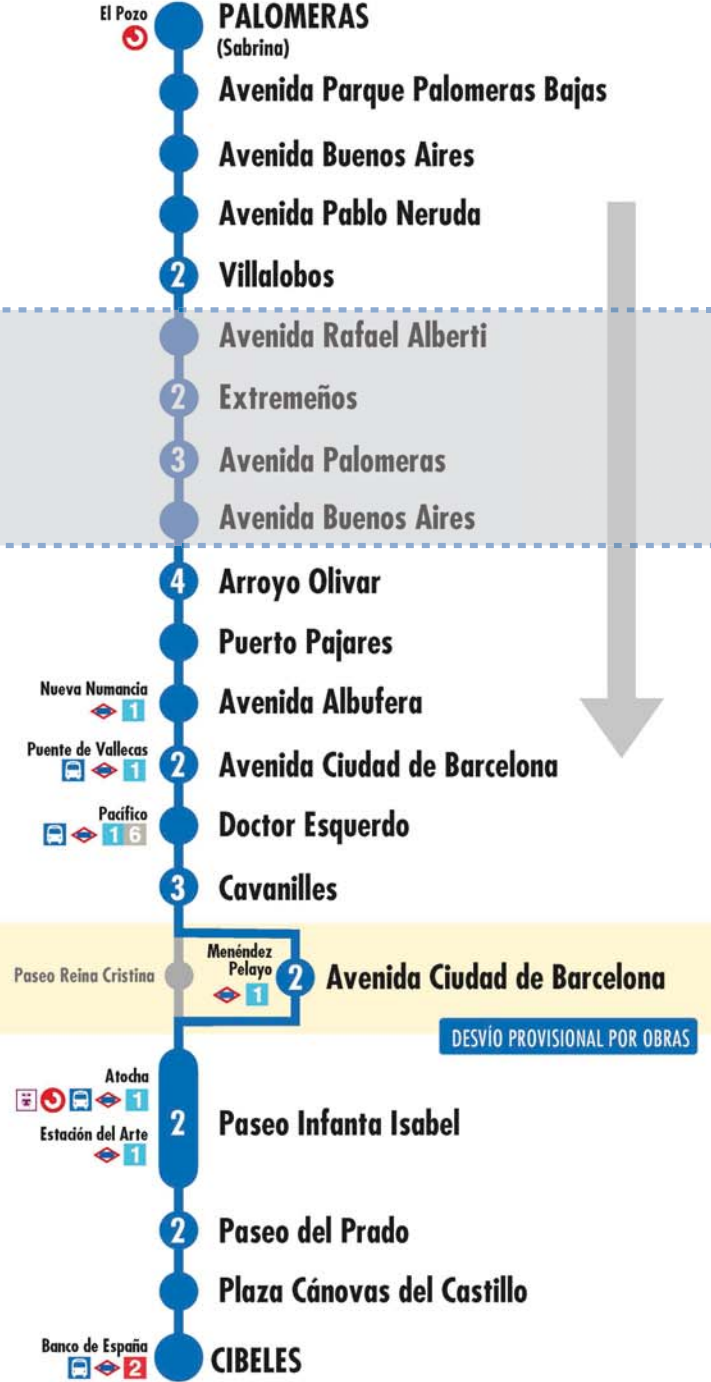 El Pozo
PALOMERAS
(Sabrina)
Avenida Parque Palomeras Bajas
Avenida Buenos Aires
Avenida Pablo Neruda
2 Villalobos
Avenida Rafael Alberti
2 Extremeños
3 Avenida Palomeras
Avenida Buenos Aires
4 Arroyo Olivar
Puerto Pajares
Nueva Numancia
1
Avenida Albufera
Puente de Vallecas
1
2 Avenida Ciudad de Barcelona
Pacífico
1 6
Doctor Esquerdo
3 Cavanilles
Paseo Reina Cristina
Menéndez
Pelayo
1
2 Avenida Ciudad de Barcelona
DESVÍO PROVISIONAL POR OBRAS
Atocha
1
Estación del Arte
1
2 Paseo Infanta Isabel
2 Paseo del Prado
Plaza Cánovas del Castillo
Banco de España
2
CIBELES